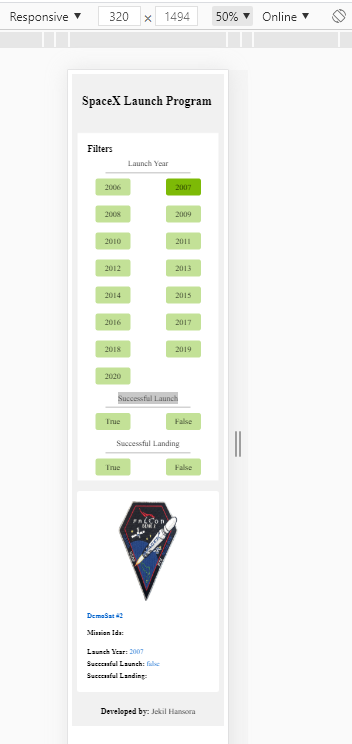 Responsive ▼ 320 × 1494 50% ▼ Online ▼
SpaceX Launch Program
Filters
Launch Year
2006 2007
2008 2009
2010 2011
2012 2013
2014 2015
2016 2017
2018 2019
2020
Successful Launch
True False
Successful Landing
True False
FALCON
DemoSat #2
Mission Ids:
Launch Year: 2007
Successful Launch: false
Successful Landing:
Developed by: Jekil Hansora